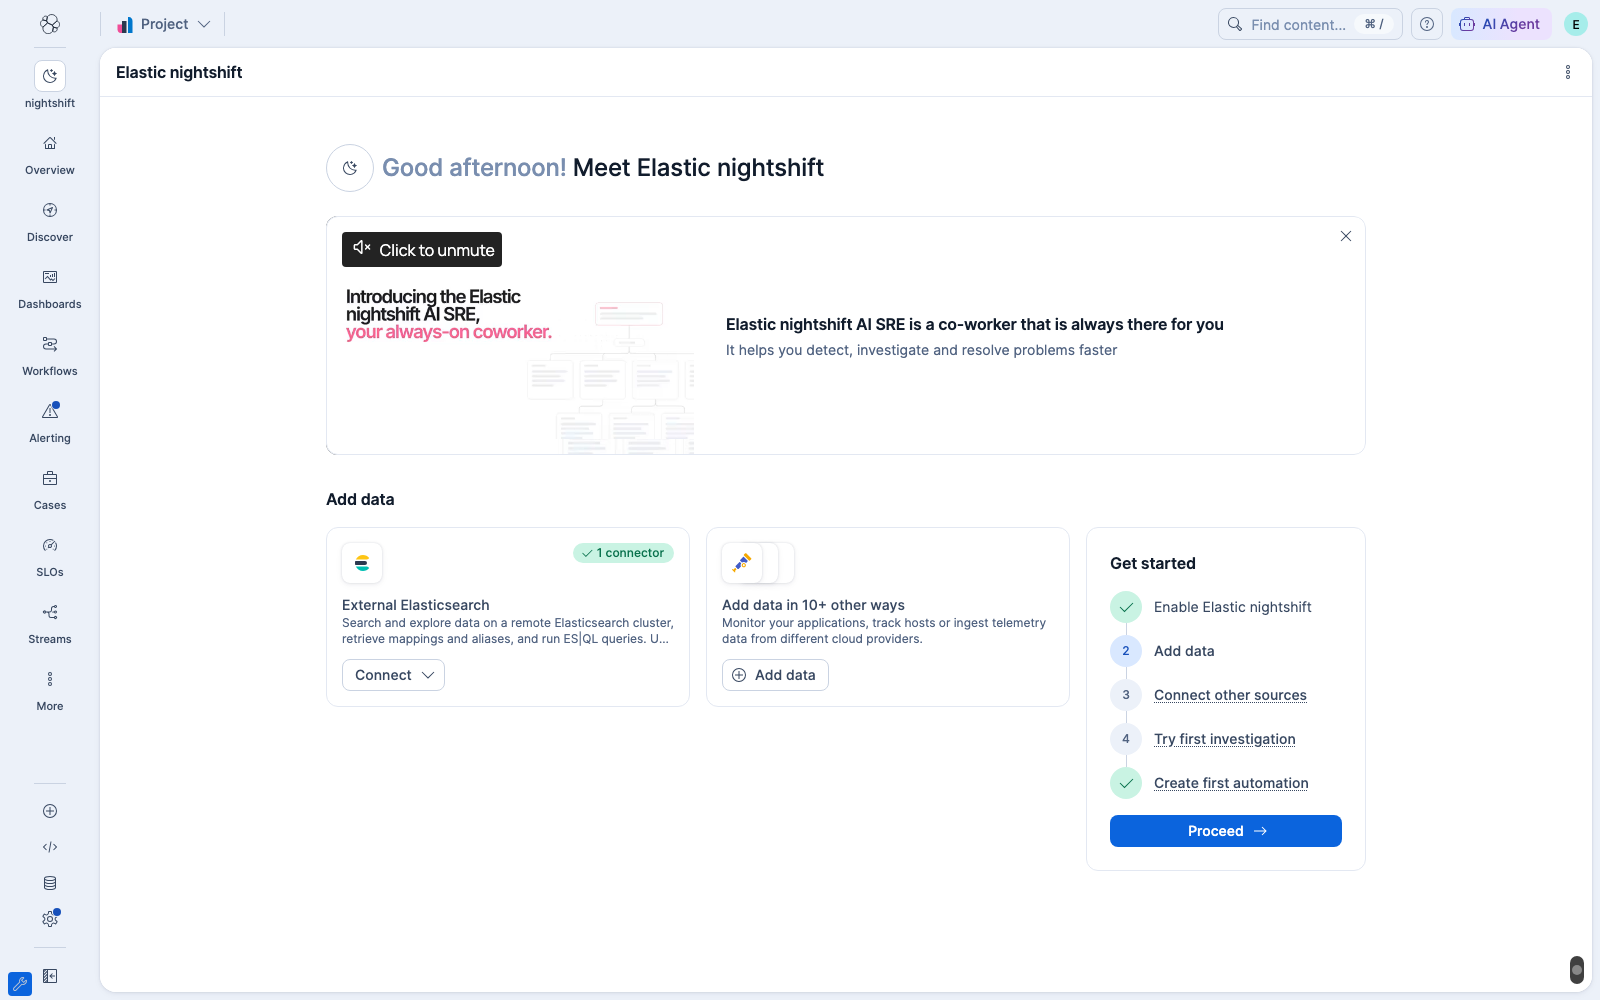 Project
Find content...
⌘ /
AI Agent
E
nightshift
Overview
Discover
Dashboards
Workflows
Alerting
Cases
SLOs
Streams
More
Elastic nightshift
Good afternoon! Meet Elastic nightshift
Click to unmute
Introducing the Elastic
nightshift AI SRE,
your always-on coworker.
Elastic nightshift AI SRE is a co-worker that is always there for you
It helps you detect, investigate and resolve problems faster
Add data
1 connector
External Elasticsearch
Search and explore data on a remote Elasticsearch cluster,
retrieve mappings and aliases, and run ES|QL queries. U...
Connect
Add data in 10+ other ways
Monitor your applications, track hosts or ingest telemetry
data from different cloud providers.
Add data
Get started
Enable Elastic nightshift
2 Add data
3 Connect other sources
4 Try first investigation
Create first automation
Proceed